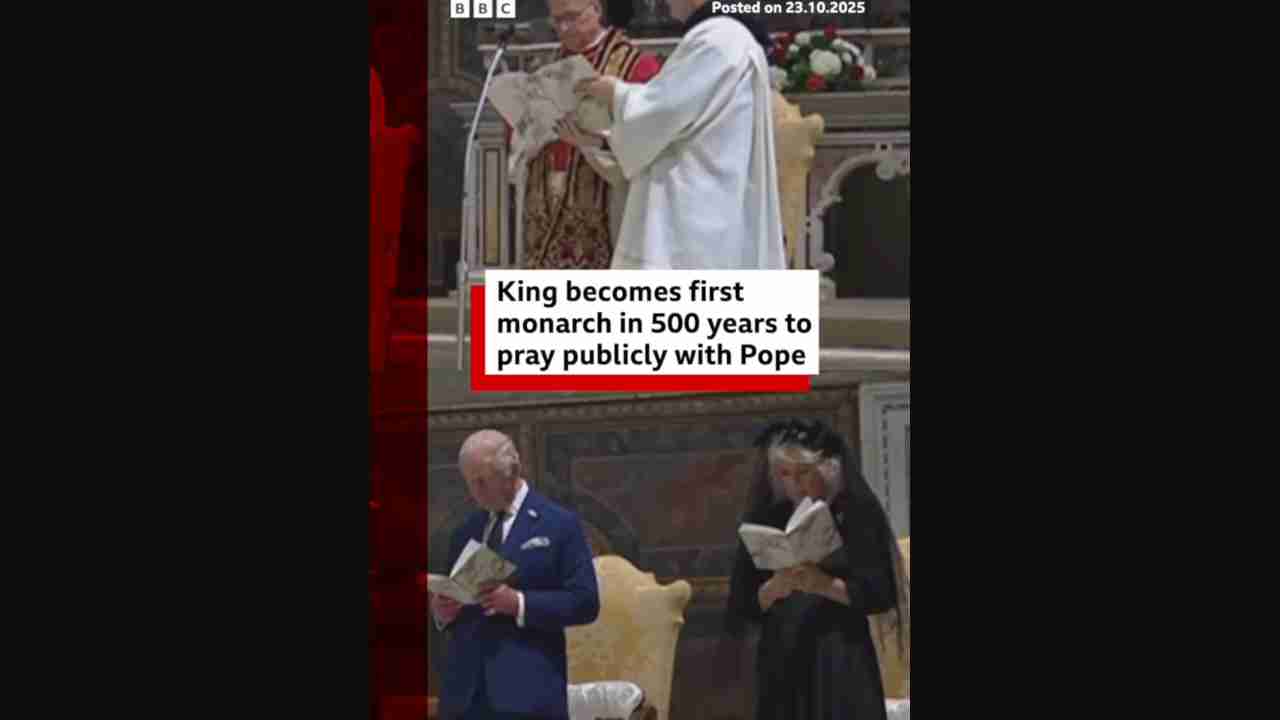 BBC
Posted on 23.10.2025
King becomes first
monarch in 500 years to
pray publicly with Pope